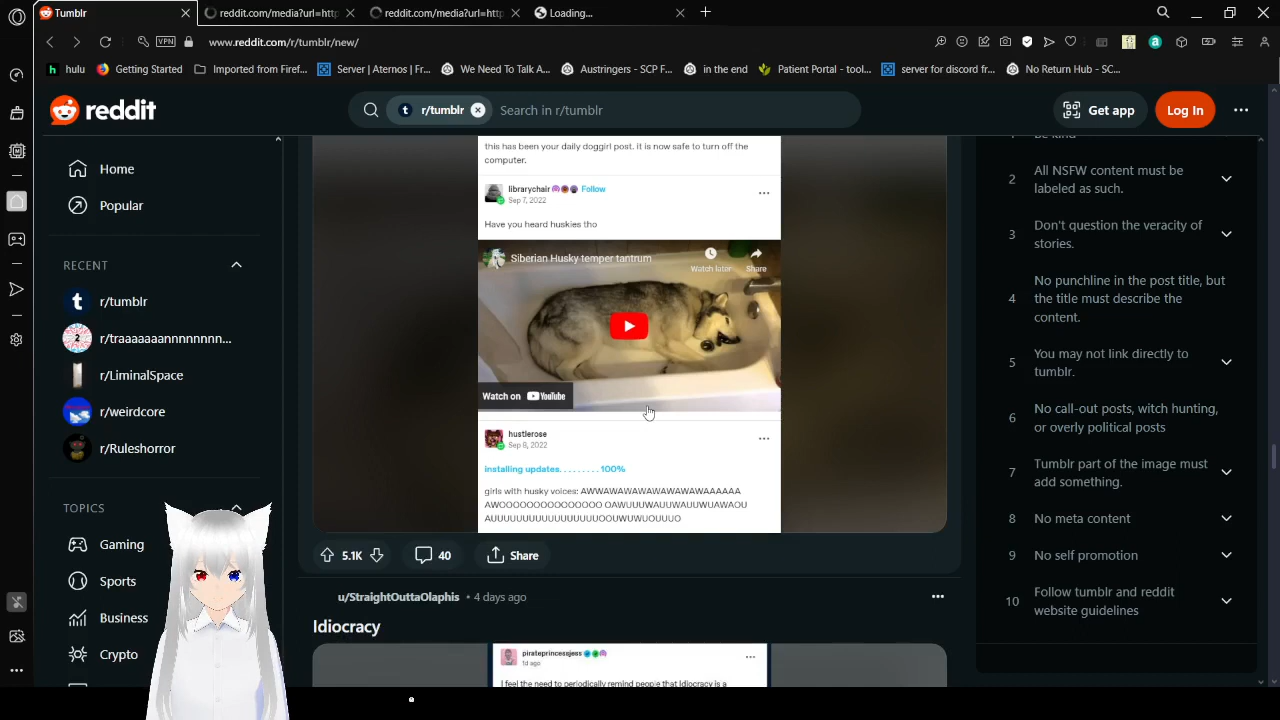 Tumblr
reddit.com/media?url=http
reddit.com/media?url=http
Loading...
VPN
www.reddit.com/r/tumblr/new/
hulu
Getting Started
Imported from Firef...
Server | Aternos | Fr...
We Need To Talk A...
Austringers - SCP F...
in the end
Patient Portal - tool...
server for discord fr...
No Return Hub - SC...
reddit
r/tumblr
Search in r/tumblr
Get app
Log In
Home
Popular
RECENT
r/tumblr
r/traaaaaaannnnnnnn...
r/LiminalSpace
r/weirdcore
r/Ruleshorror
TOPICS
Gaming
Sports
Business
Crypto
this has been your daily doggirl post. it is now safe to turn off the
computer.
librarychair Follow
Sep 7, 2022
Have you heard huskies tho
Siberian Husky temper tantrum
Watch later
Share
Watch on YouTube
hustlerose
Sep 8, 2022
installing updates. . . . . . . . . 100%
girls with husky voices: AWWAWAWAWAWAWAWAWAAAAAA
AWOOOOOOOOOOOOOOO OAWUUUWAUUWAUUWUAWAOU
AUUUUUUUUUUUUUUUUUOOUWUWUOUUUO
5.1K
40
Share
u/StraightOuttaOlaphis • 4 days ago
Idiocracy
pirateprincessjess
1d ago
I feel the need to periodically remind people that Idiocracy is a
Be kind
2 All NSFW content must be
labeled as such.
3 Don't question the veracity of
stories.
4 No punchline in the post title, but
the title must describe the
content.
5 You may not link directly to
tumblr.
6 No call-out posts, witch hunting,
or overly political posts
7 Tumblr part of the image must
add something.
8 No meta content
9 No self promotion
10 Follow tumblr and reddit
website guidelines